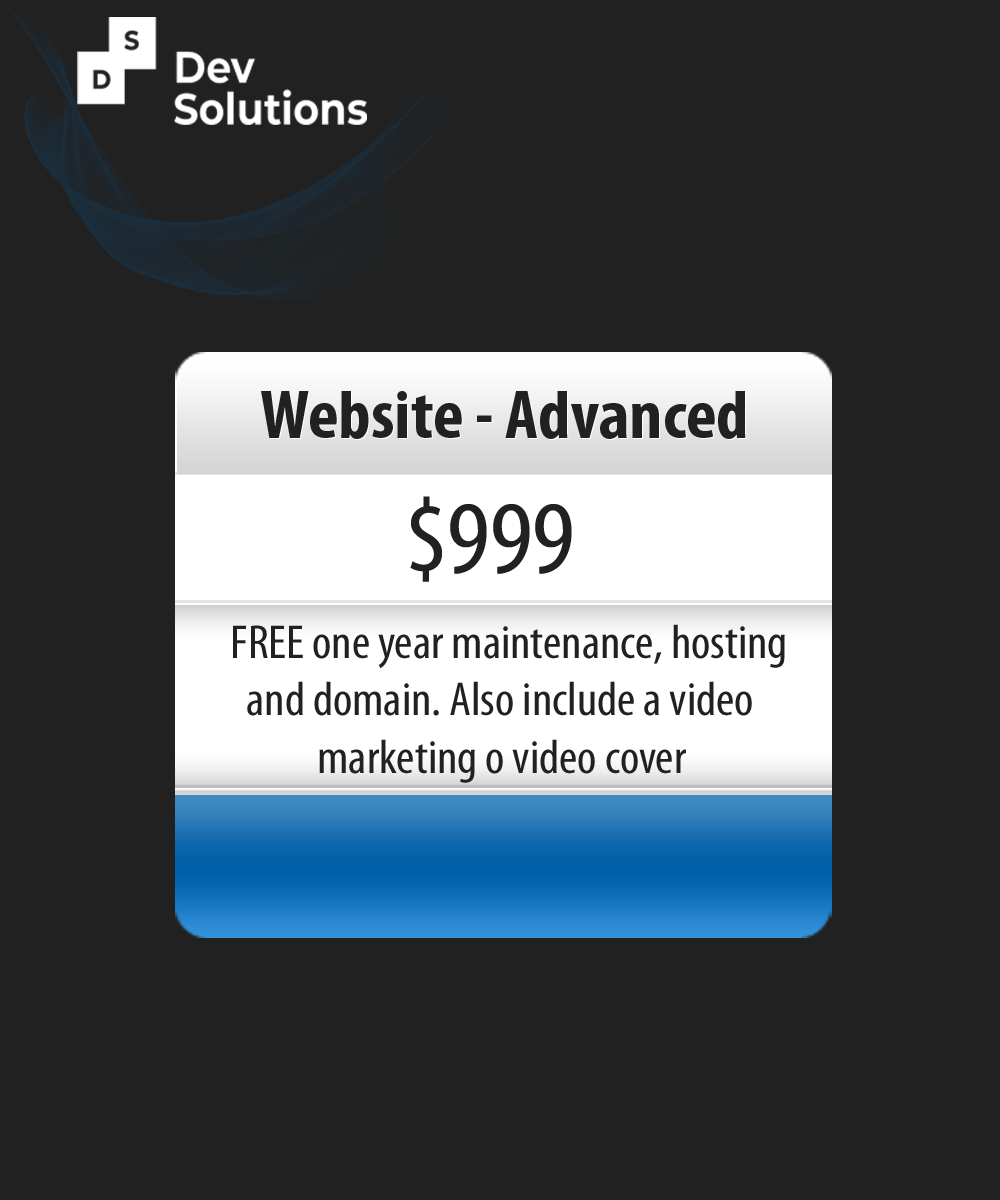 S
D
Dev
Solutions
Website - Advanced
$999
FREE one year maintenance, hosting
and domain. Also include a video
marketing o video cover